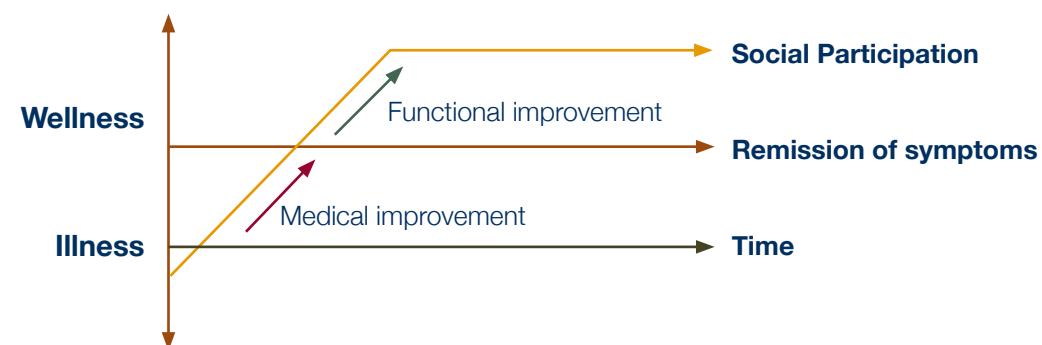 Social Participation
Functional improvement
Wellness
Remission of symptoms
Medical improvement
Illness
Time